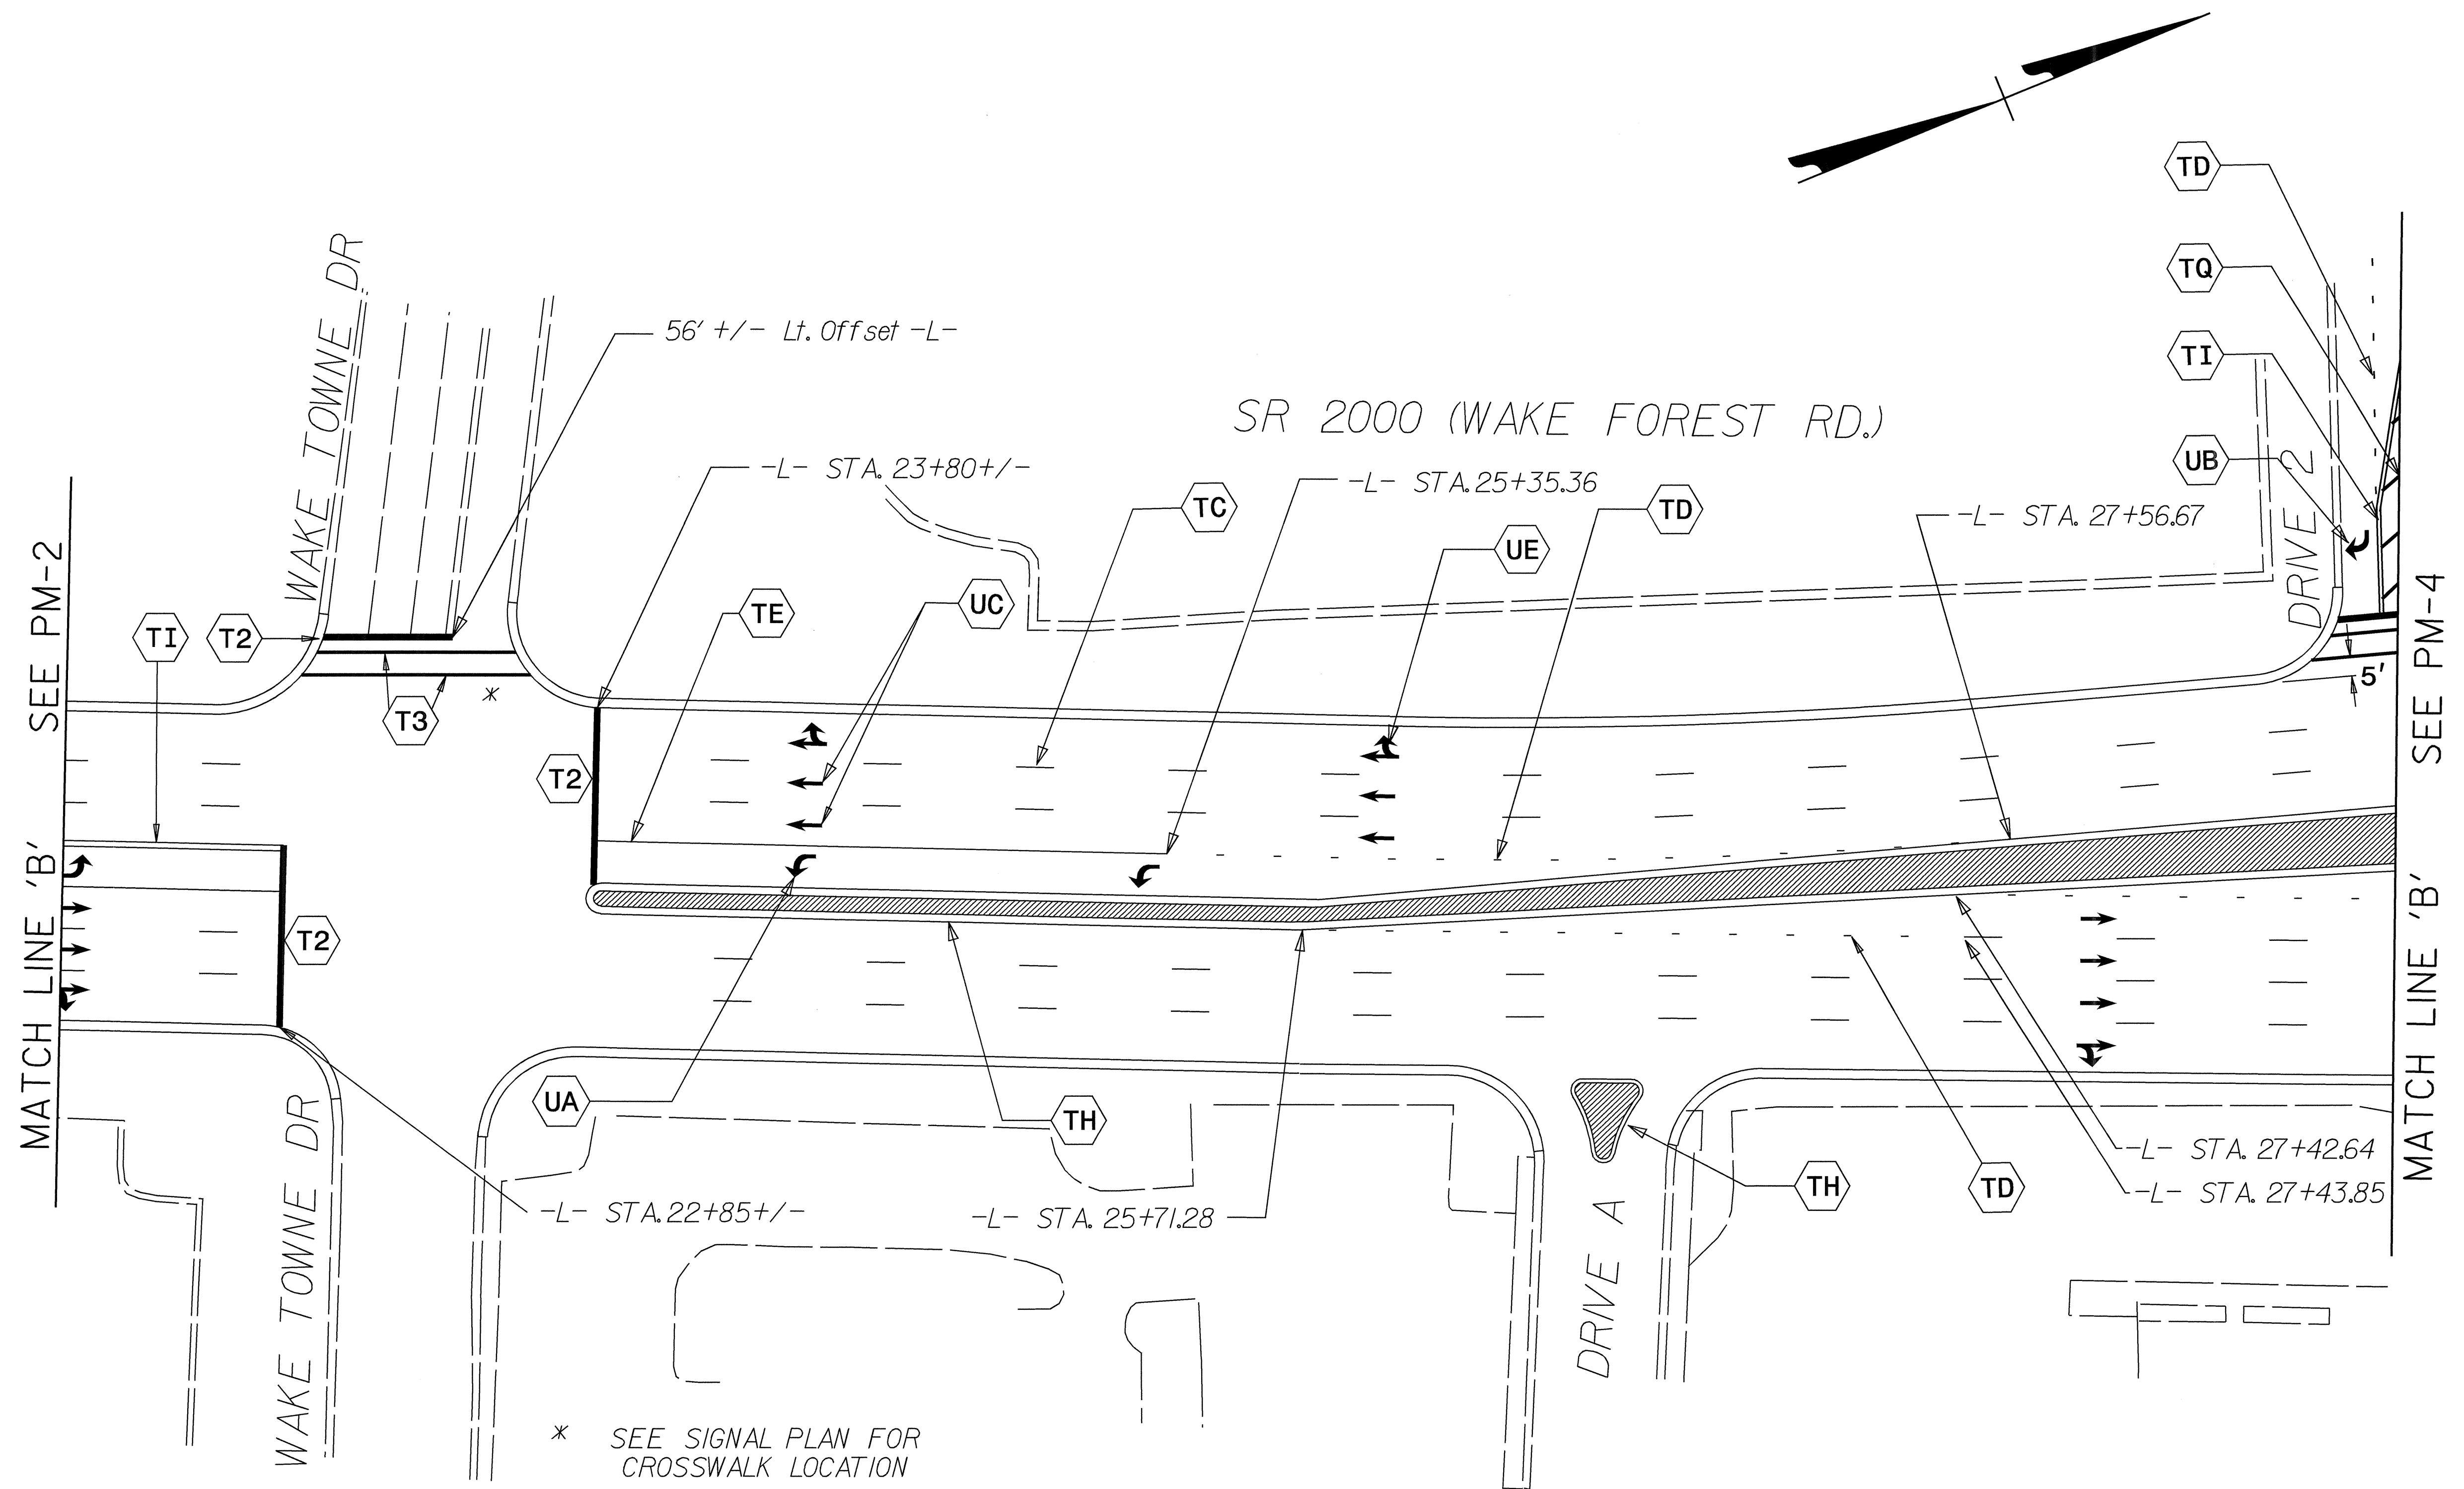 TD
TQ
TI
UB
WAKE TOWNE DR
56' +/- Lt. Offset -L-
SR 2000 (WAKE FOREST RD.)
-L- STA. 23+80+/-
-L- STA. 25+35.36
TC
TD
-L- STA. 27+56.67
UE
DRIVE 2
TE
UC
TI
T2
T3
*
5'
SEE PM-2
MATCH LINE 'B'
SEE PM-4
MATCH LINE 'B'
T2
T2
UA
TH
TH
TD
-L- STA. 27+42.64
-L- STA. 27+43.85
-L- STA. 22+85+/-
-L- STA. 25+71.28
WAKE TOWNE DR
DRIVE A
* SEE SIGNAL PLAN FOR
CROSSWALK LOCATION